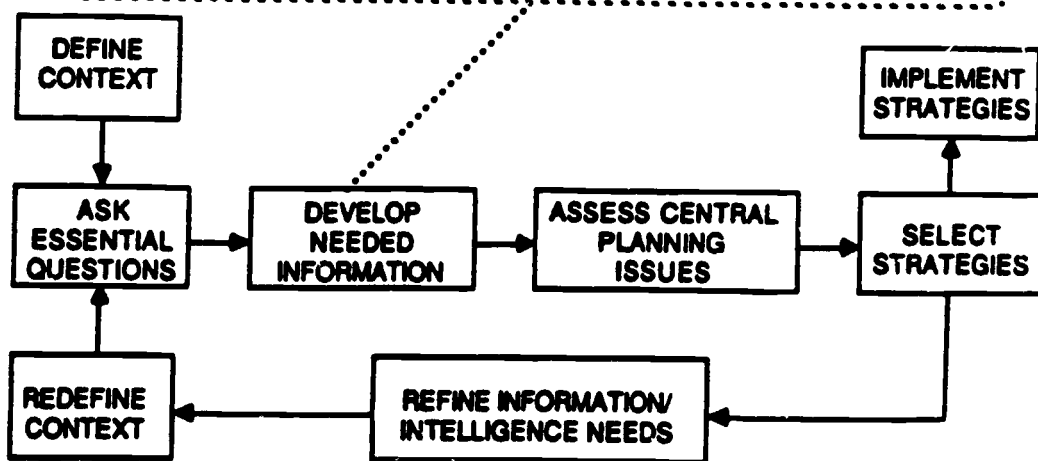 DEFINE
CONTEXT
IMPLEMENT
STRATEGIES
ASK
ESSENTIAL
QUESTIONS
DEVELOP
NEEDED
INFORMATION
ASSESS CENTRAL
PLANNING
ISSUES
SELECT
STRATEGIES
REDEFINE
CONTEXT
REFINE INFORMATION/
INTELLIGENCE NEEDS